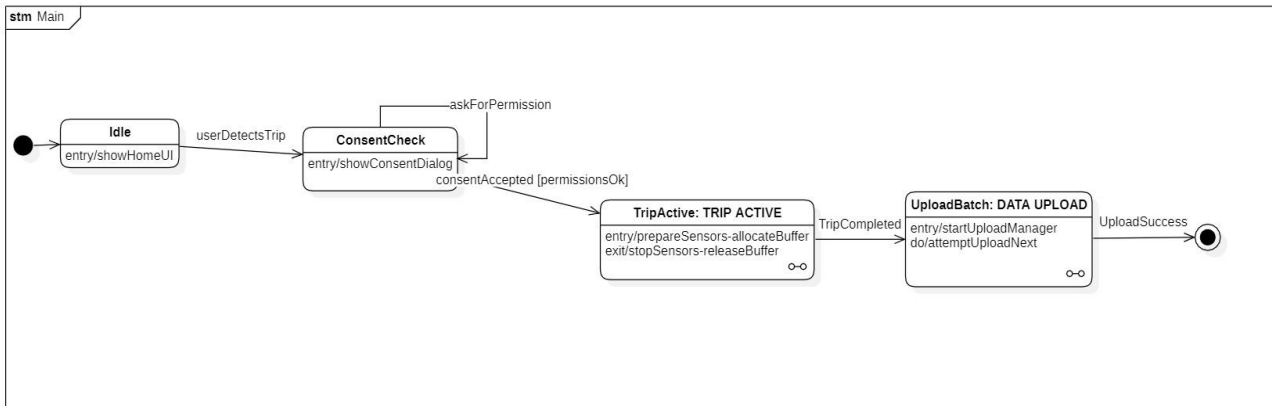 stm Main
Idle
entry/showHomeUI
userDetectsTrip
askForPermission
ConsentCheck
entry/showConsentDialog
consentAccepted [permissionsOk]
TripActive: TRIP ACTIVE
entry/prepareSensors-allocateBuffer
exit/stopSensors-releaseBuffer
TripCompleted
UploadBatch: DATA UPLOAD
entry/startUploadManager
do/attemptUploadNext
UploadSuccess